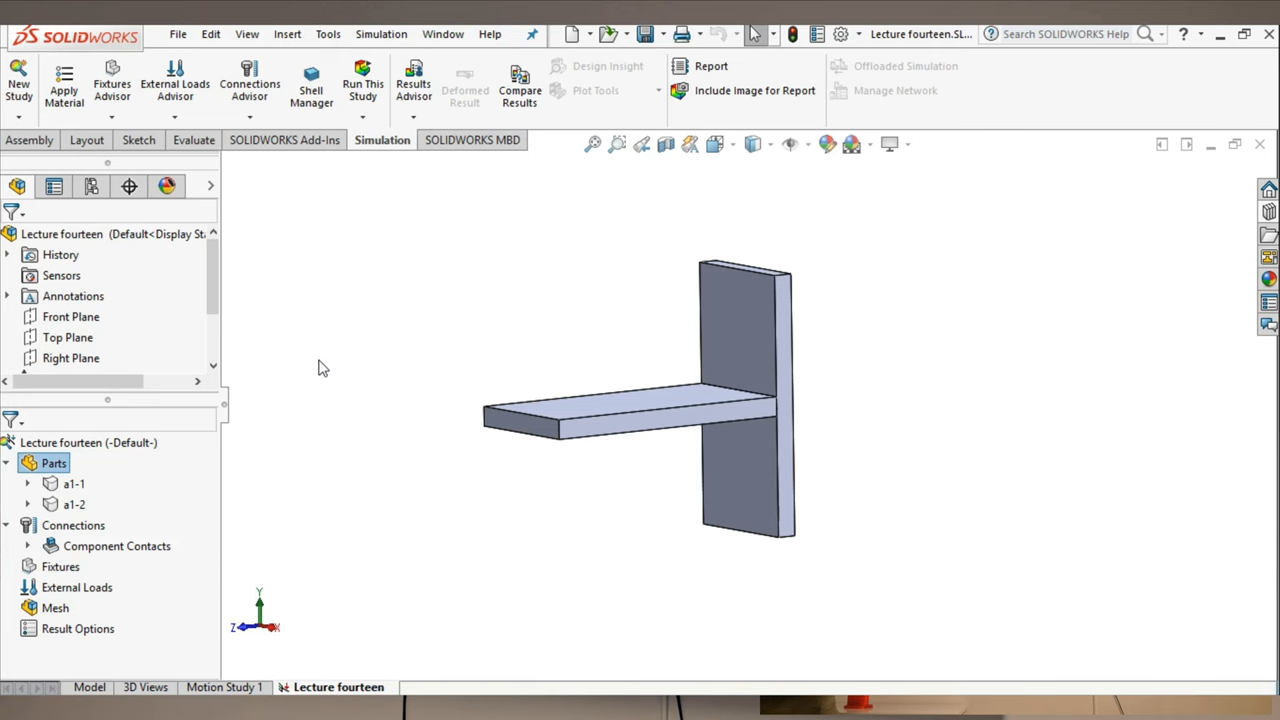 SOLIDWORKS File Edit View Insert Tools Simulation Window Help Lecture fourteen.SL... Search SOLIDWORKS Help ?
New Study
Apply Material
Fixtures Advisor
External Loads Advisor
Connections Advisor
Shell Manager
Run This Study
Results Advisor
Deformed Result
Compare Results
Design Insight
Plot Tools
Report
Include Image for Report
Offloaded Simulation
Manage Network
Assembly Layout Sketch Evaluate SOLIDWORKS Add-Ins Simulation SOLIDWORKS MBD
Lecture fourteen (Default<Display Sta
History
Sensors
Annotations
Front Plane
Top Plane
Right Plane
Lecture fourteen (-Default-)
Parts
a1-1
a1-2
Connections
Component Contacts
Fixtures
External Loads
Mesh
Result Options
Y
Z
X
Model 3D Views Motion Study 1 Lecture fourteen